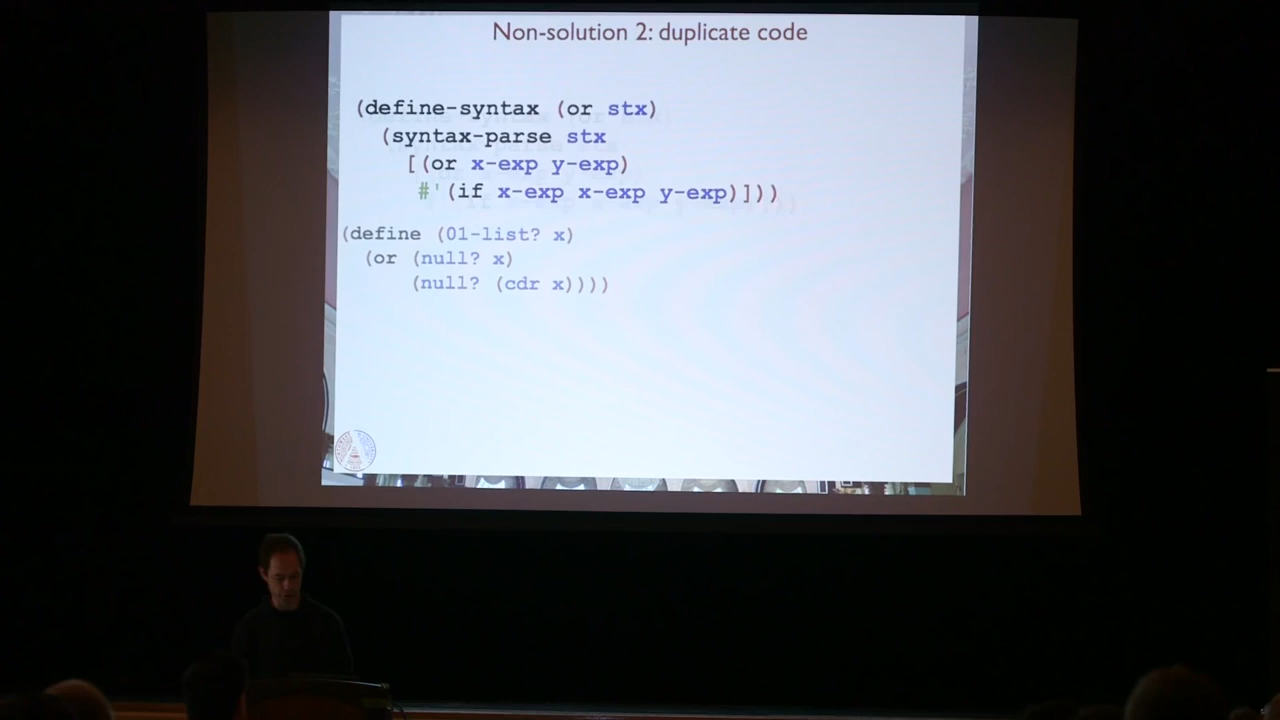 Non-solution 2: duplicate code
(define-syntax (or stx)
(syntax-parse stx
[(or x-exp y-exp)
#'(if x-exp x-exp y-exp)]))
(define (01-list? x)
(or (null? x)
(null? (cdr x))))